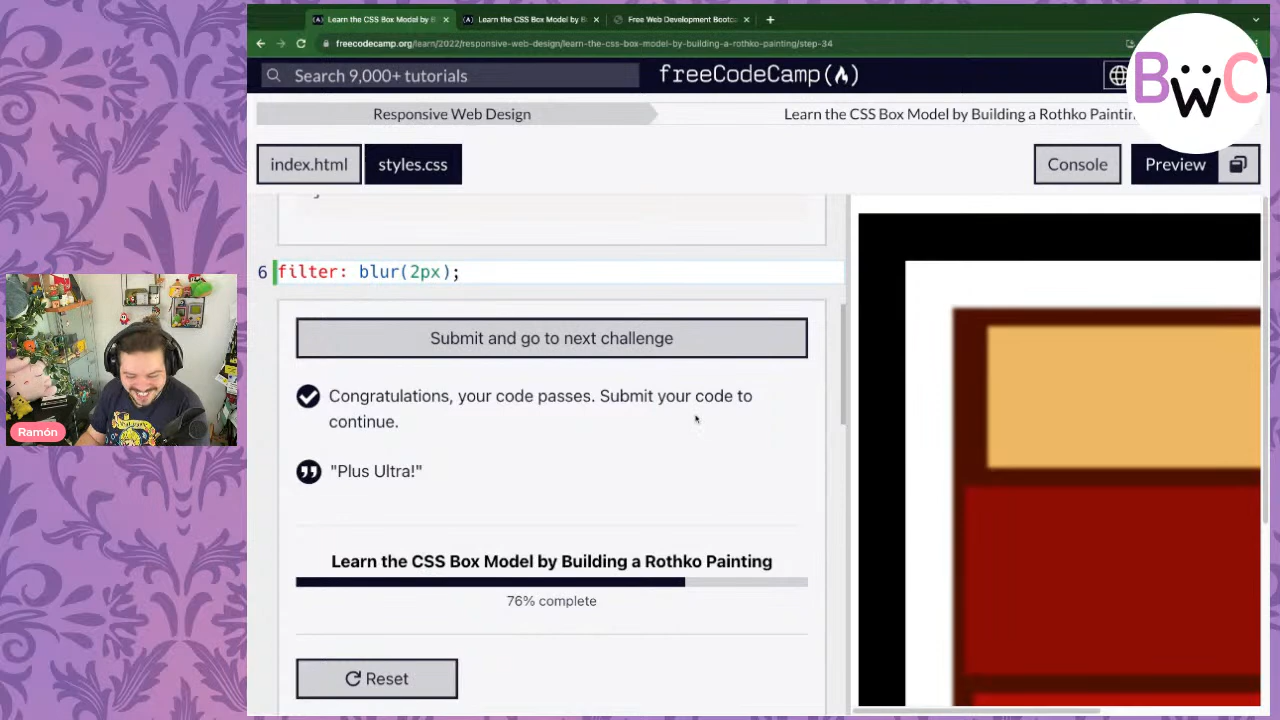 Learn the CSS Box Model by B
Learn the CSS Box Model by B
Free Web Development Bootca
freecodecamp.org/learn/2022/responsive-web-design/learn-the-css-box-model-by-building-a-rothko-painting/step-34
Search 9,000+ tutorials
freeCodeCamp(🔥)
BWC
Responsive Web Design
Learn the CSS Box Model by Building a Rothko Paintin
index.html
styles.css
Console
Preview
6
filter: blur(2px);
Submit and go to next challenge
Congratulations, your code passes. Submit your code to
continue.
"Plus Ultra!"
Learn the CSS Box Model by Building a Rothko Painting
76% complete
Reset
Ramón